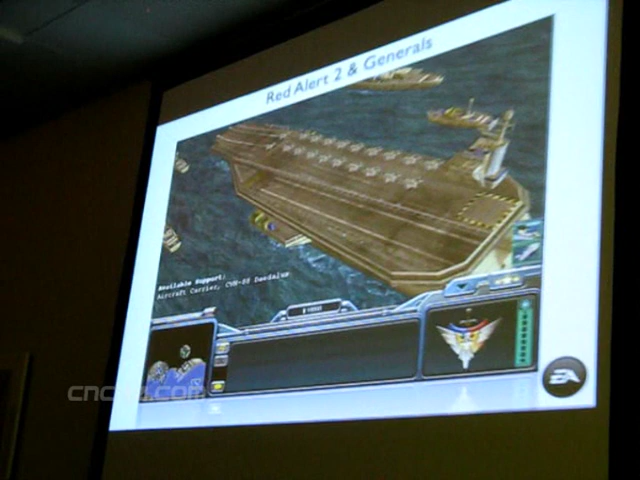 Red Alert 2 & Generals
Available Support:
Aircraft Carrier, CVN-88 Daedalus
EA